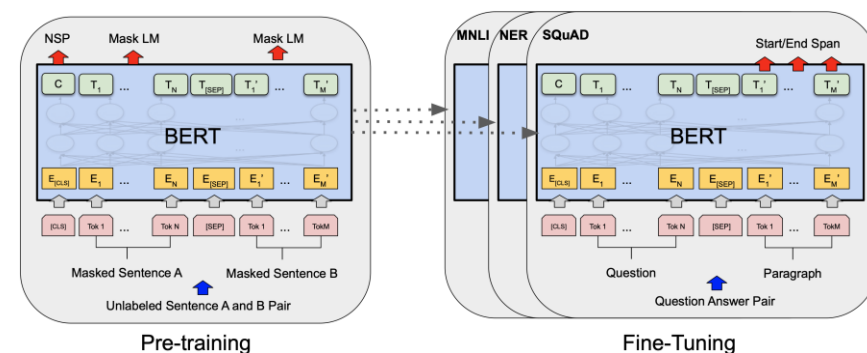 NSP Mask LM Mask LM
C T1 ... TN T[SEP] T1' ... TM'
BERT
E[CLS] E1 ... EN E[SEP] E1' ... EM'
[CLS] Tok 1 ... Tok N [SEP] Tok 1 ... TokM
Masked Sentence A Masked Sentence B
Unlabeled Sentence A and B Pair
Pre-training
MNLI NER SQuAD
Start/End Span
C T1 ... TN T[SEP] T1' ... TM'
BERT
E[CLS] E1 ... EN E[SEP] E1' ... EM'
[CLS] Tok 1 ... Tok N [SEP] Tok 1 ... TokM
Question Paragraph
Question Answer Pair
Fine-Tuning